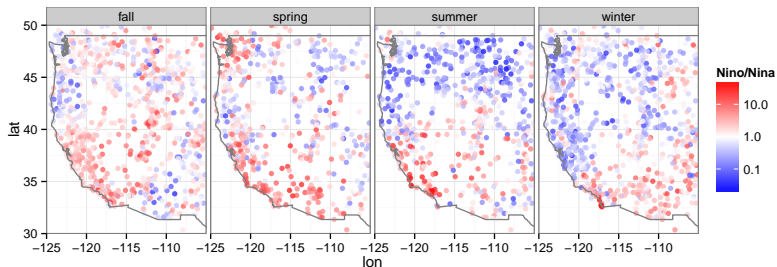 fall spring summer winter
50
45
40
35
30
lat
−125 −120 −115 −110 −125 −120 −115 −110 −125 −120 −115 −110 −125 −120 −115 −110
lon
Nino/Nina
10.0
1.0
0.1